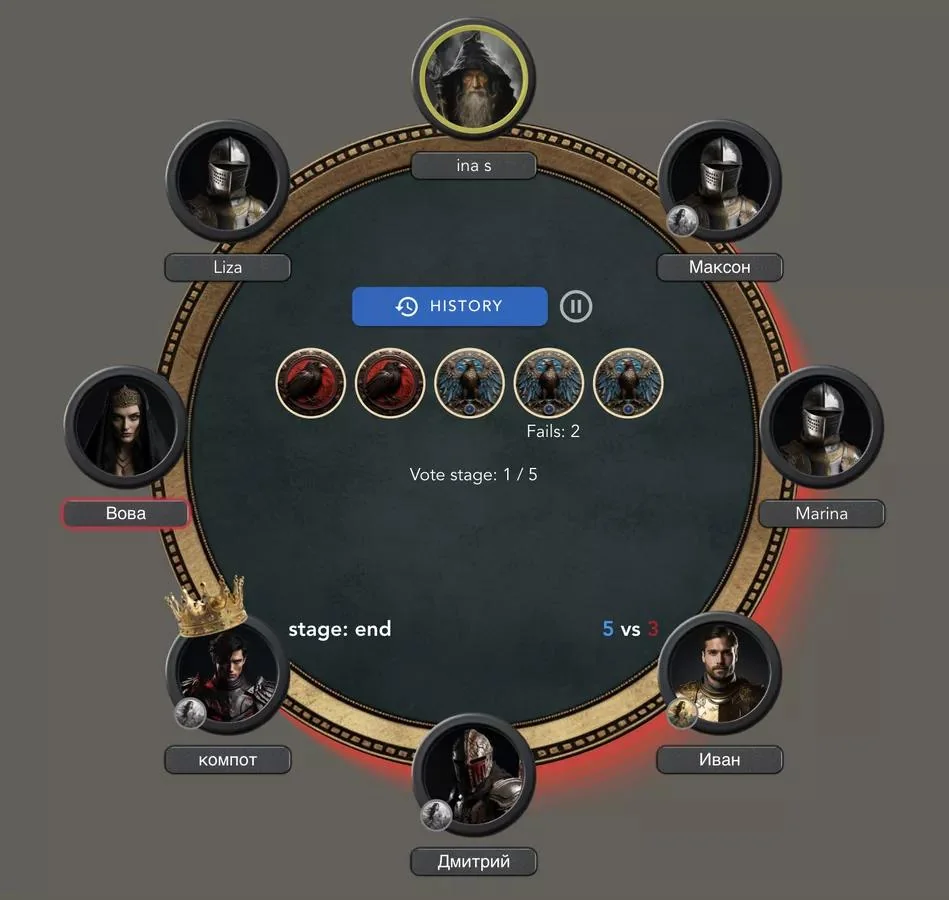 ina s
Liza
Максон
HISTORY
Fails: 2
Vote stage: 1 / 5
Вова
Marina
stage: end
5 vs 3
компот
Иван
Дмитрий